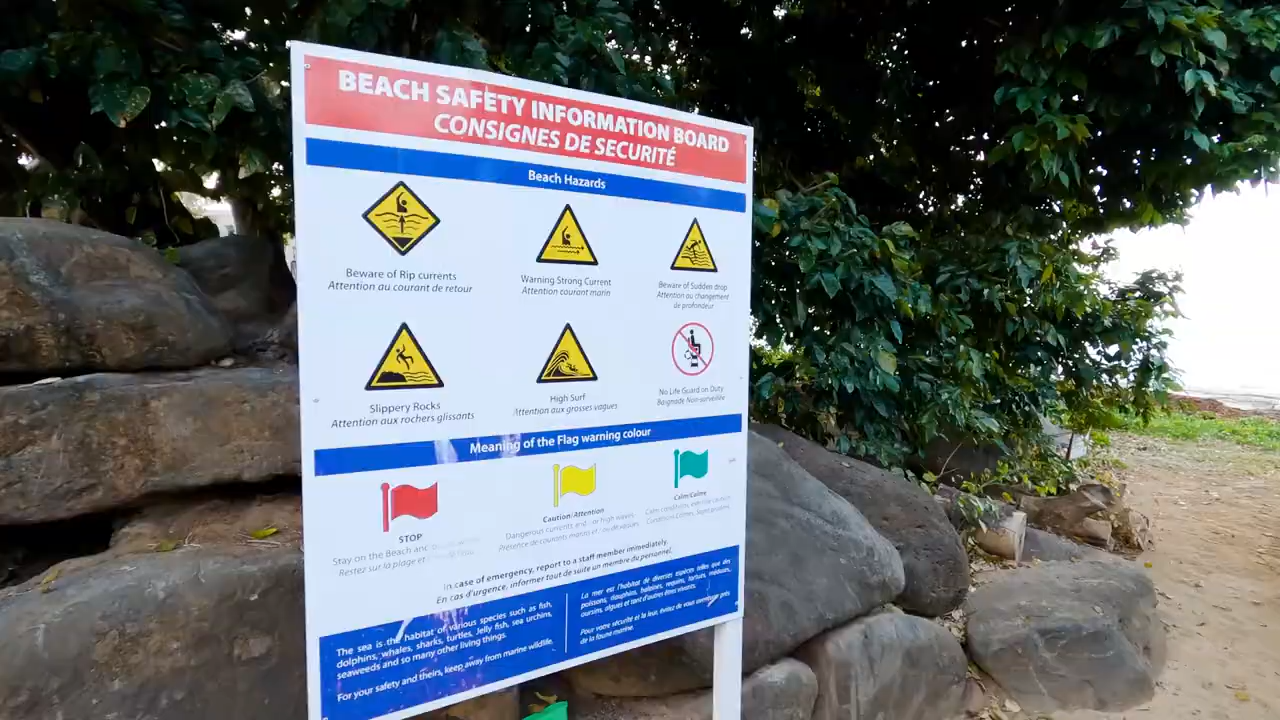 BEACH SAFETY INFORMATION BOARD
CONSIGNES DE SECURITÉ
Beach Hazards
Beware of Rip currents
Attention au courant de retour
Warning Strong Current
Attention courant marin
Beware of Sudden drop
Attention au changement
de profondeur
Slippery Rocks
Attention aux rochers glissants
High Surf
Attention aux grosses vagues
No Life Guard on Duty
Baignade Non-surveillée
Meaning of the Flag warning colour
STOP
Stay on the Beach and
Restez sur la plage et
Caution/Attention
Dangerous currents and / or high waves
Présence de courants marins et / ou
Calm/Calme
Calm conditions, exercise
Conditions Calmes,
In case of emergency, report to a staff member immediately.
En cas d'urgence, informer tout de suite un membre du personnel.
The sea is the habitat of various species such as fish,
dolphins, whales, sharks, turtles, Jelly fish, sea urchins,
seaweeds and so many other living things.
For your safety and theirs, keep away from marine wildlife.
La mer est l'habitat de diverses espèces telles que des
poissons, dauphins, baleines, requins, tortues, méduses,
oursins, algues et tant d'autres êtres vivants.
Pour votre sécurité et la leur, évitez de vous près
de la faune marine.